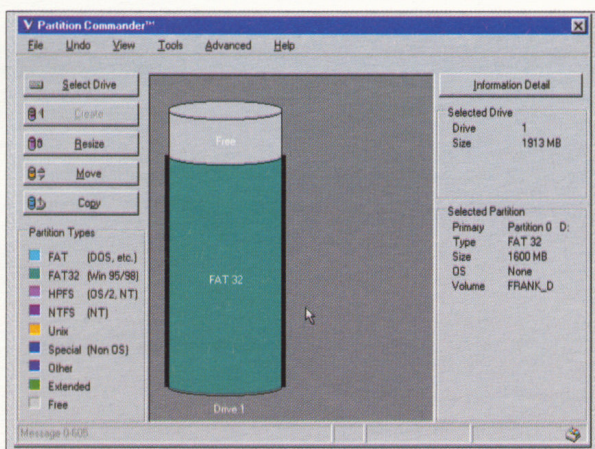 V Partition Commander™
File Undo View Tools Advanced Help
Select Drive
Create
Resize
Move
Copy
Partition Types
FAT (DOS, etc.)
FAT32 (Win 95/98)
HPFS (OS/2, NT)
NTFS (NT)
Unix
Special (Non OS)
Other
Extended
Free
Free
FAT 32
Drive 1
Information Detail
Selected Drive
Drive 1
Size 1913 MB
Selected Partition
Primary Partition 0 D:
Type FAT 32
Size 1600 MB
OS None
Volume FRANK_D
Message 0-605